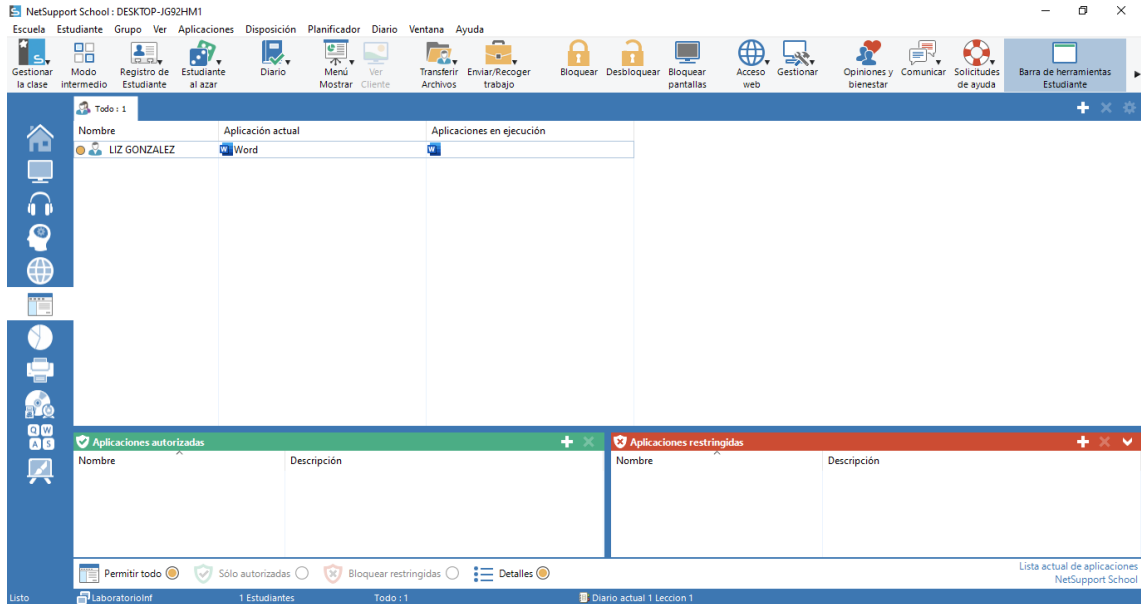 NetSupport School : DESKTOP-JG92HM1
Escuela Estudiante Grupo Ver Aplicaciones Disposición Planificador Diario Ventana Ayuda
Gestionar la clase
Modo intermedio
Registro de Estudiante
Estudiante al azar
Diario
Menú Mostrar
Ver Cliente
Transferir Archivos
Enviar/Recoger trabajo
Bloquear
Desbloquear
Bloquear pantallas
Acceso web
Gestionar
Opiniones y bienestar
Comunicar
Solicitudes de ayuda
Barra de herramientas Estudiante
Todo : 1
Nombre Aplicación actual Aplicaciones en ejecución
LIZ GONZALEZ Word
Q W
A S
Aplicaciones autorizadas
Nombre Descripción
Aplicaciones restringidas
Nombre Descripción
Permitir todo Sólo autorizadas Bloquear restringidas Detalles
Lista actual de aplicaciones
NetSupport School
Listo LaboratorioInf 1 Estudiantes Todo : 1 Diario actual 1 Leccion 1